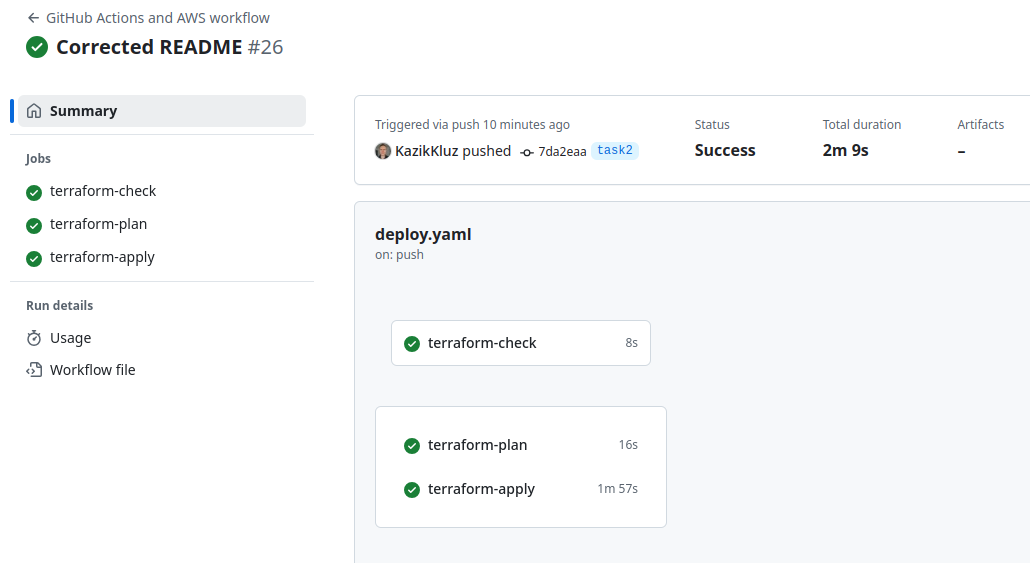 GitHub Actions and AWS workflow
Corrected README #26
Summary
Jobs
terraform-check
terraform-plan
terraform-apply
Run details
Usage
Workflow file
Triggered via push 10 minutes ago
KazikKluz pushed 7da2eaa task2
Status
Success
Total duration
2m 9s
Artifacts
–
deploy.yaml
on: push
terraform-check 8s
terraform-plan 16s
terraform-apply 1m 57s